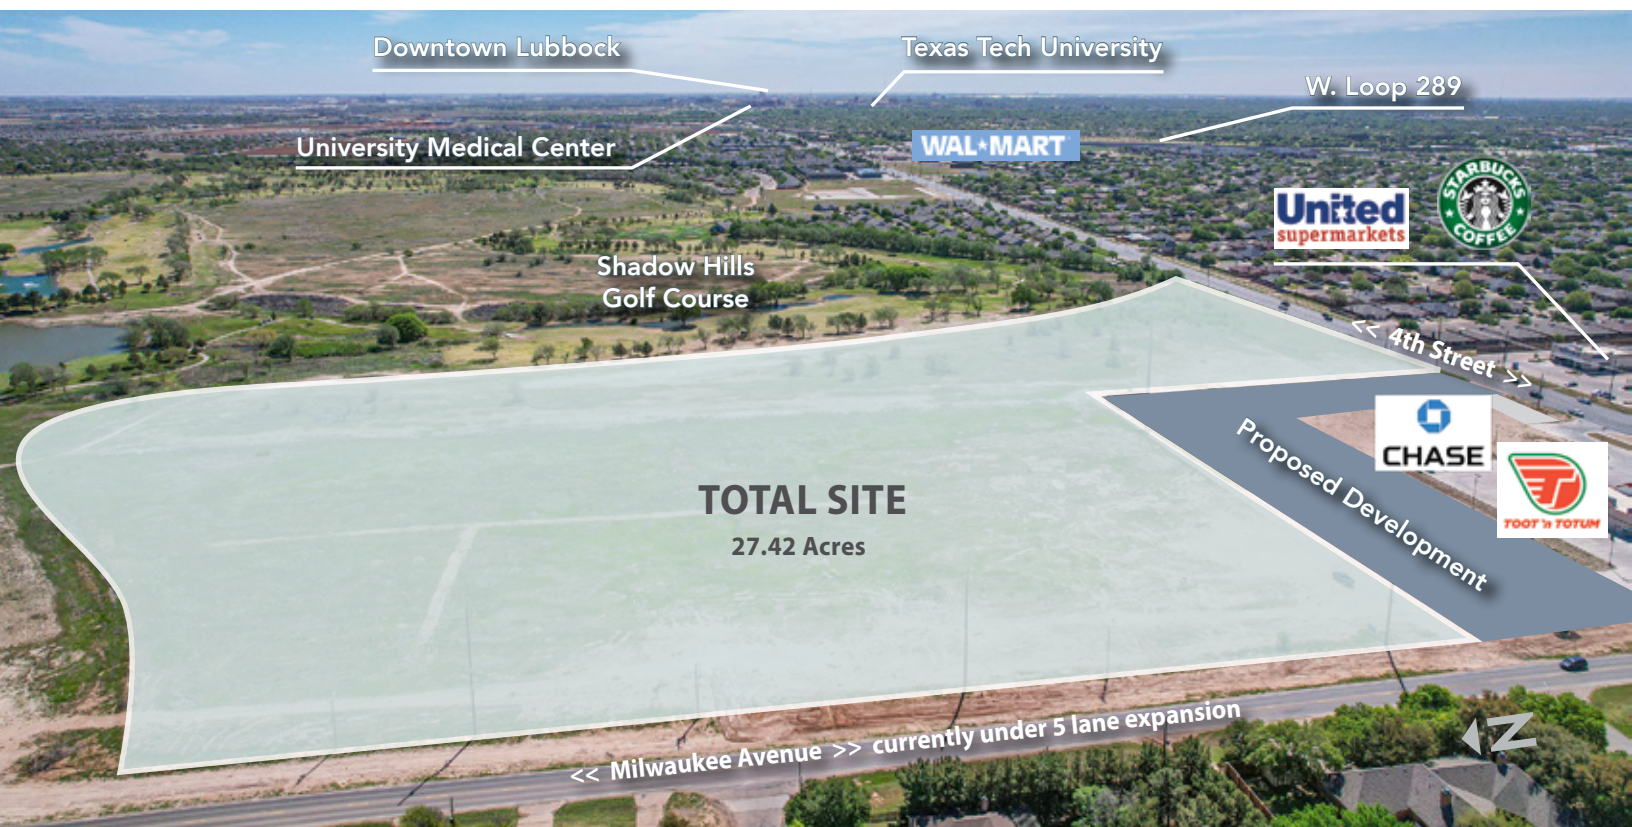 Downtown Lubbock
Texas Tech University
W. Loop 289
University Medical Center
WAL★MART
United
supermarkets
STARBUCKS
COFFEE
Shadow Hills
Golf Course
<< 4th Street >>
CHASE
TOOT 'n TOTUM
Proposed Development
TOTAL SITE
27.42 Acres
<< Milwaukee Avenue >> currently under 5 lane expansion
N